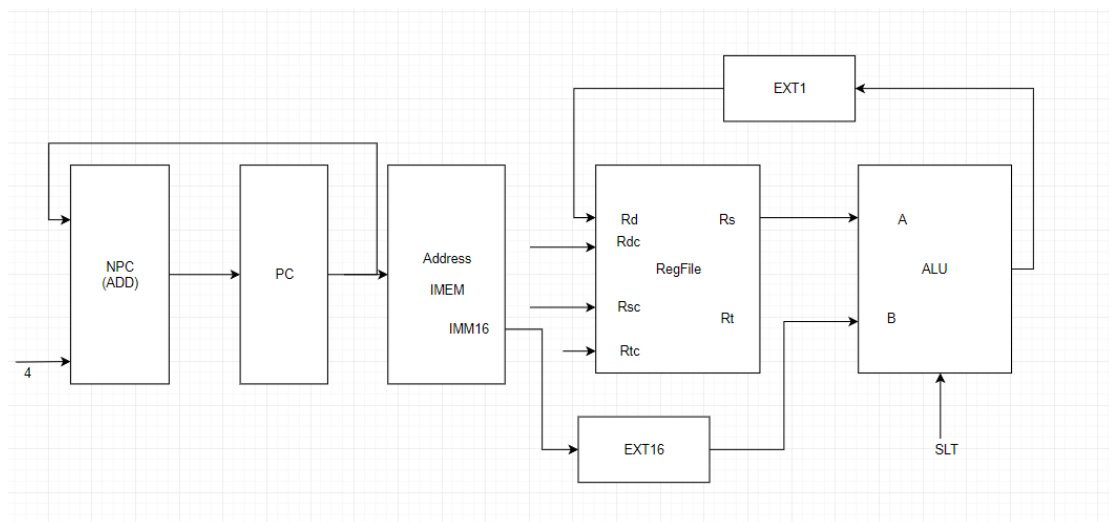 EXT1
NPC
(ADD)
4
PC
Address
IMEM
IMM16
Rd
Rs
Rdc
RegFile
Rsc
Rt
Rtc
A
ALU
B
EXT16
SLT